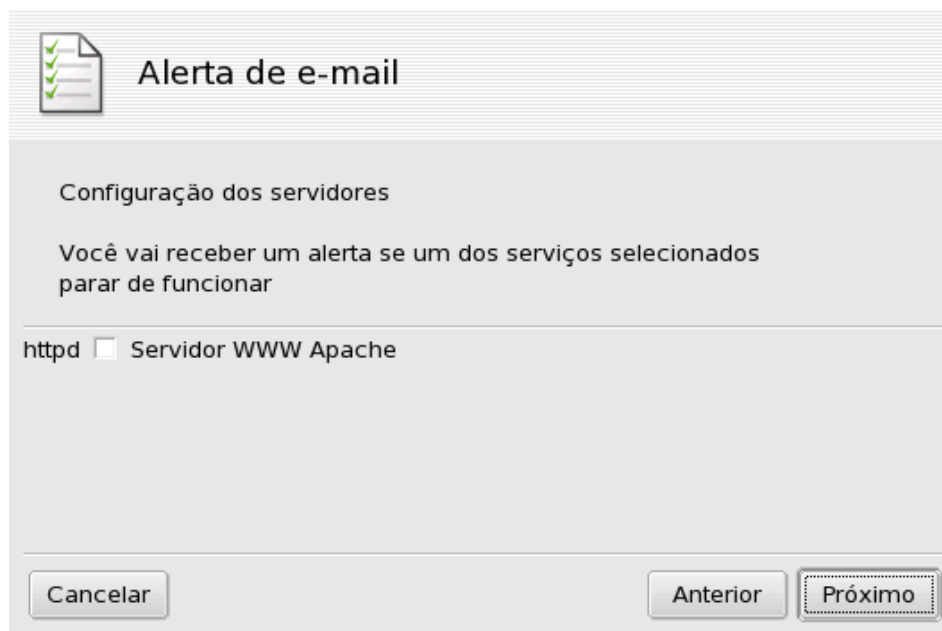 Alerta de e-mail
Configuração dos servidores
Você vai receber um alerta se um dos serviços selecionados
parar de funcionar
httpd Servidor WWW Apache
Cancelar Anterior Próximo